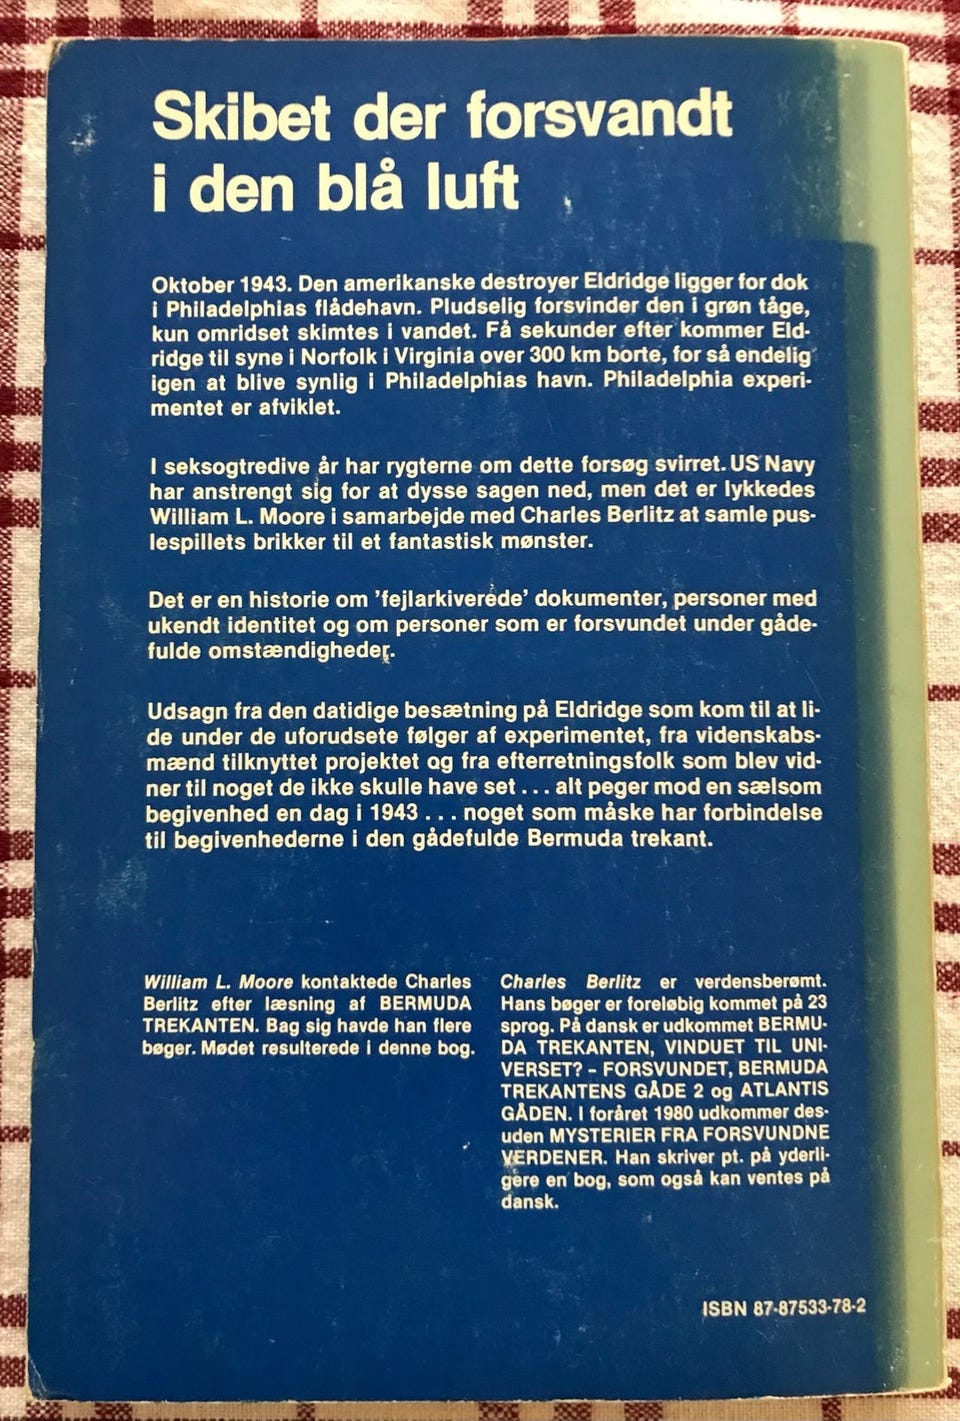 Skibet der forsvandt
i den blå luft
Oktober 1943. Den amerikanske destroyer Eldridge ligger for dok
i Philadelphias flådehavn. Pludselig forsvinder den i grøn tåge,
kun omridset skimtes i vandet. Få sekunder efter kommer Eld-
ridge til syne i Norfolk i Virginia over 300 km borte, for så endelig
igen at blive synlig i Philadelphias havn. Philadelphia experi-
mentet er afviklet.
I seksogtredive år har rygterne om dette forsøg svirret. US Navy
har anstrengt sig for at dysse sagen ned, men det er lykkedes
William L. Moore i samarbejde med Charles Berlitz at samle pus-
lespillets brikker til et fantastisk mønster.
Det er en historie om 'fejlarkiverede' dokumenter, personer med
ukendt identitet og om personer som er forsvundet under gåde-
fulde omstændigheder.
Udsagn fra den datidige besætning på Eldridge som kom til at li-
de under de uforudsete følger af experimentet, fra videnskabs-
mænd tilknyttet projektet og fra efterretningsfolk som blev vid-
ner til noget de ikke skulle have set . . . alt peger mod en sælsom
begivenhed en dag i 1943 . . . noget som måske har forbindelse
til begivenhederne i den gådefulde Bermuda trekant.
William L. Moore kontaktede Charles
Berlitz efter læsning af BERMUDA
TREKANTEN. Bag sig havde han flere
bøger. Mødet resulterede i denne bog.
Charles Berlitz er verdensberømt.
Hans bøger er foreløbig kommet på 23
sprog. På dansk er udkommet BERMU-
DA TREKANTEN, VINDUET TIL UNI-
VERSET? - FORSVUNDET, BERMUDA
TREKANTENS GÅDE 2 og ATLANTIS
GÅDEN. I foråret 1980 udkommer des-
uden MYSTERIER FRA FORSVUNDNE
VERDENER. Han skriver pt. på yderli-
gere en bog, som også kan ventes på
dansk.
ISBN 87-87533-78-2